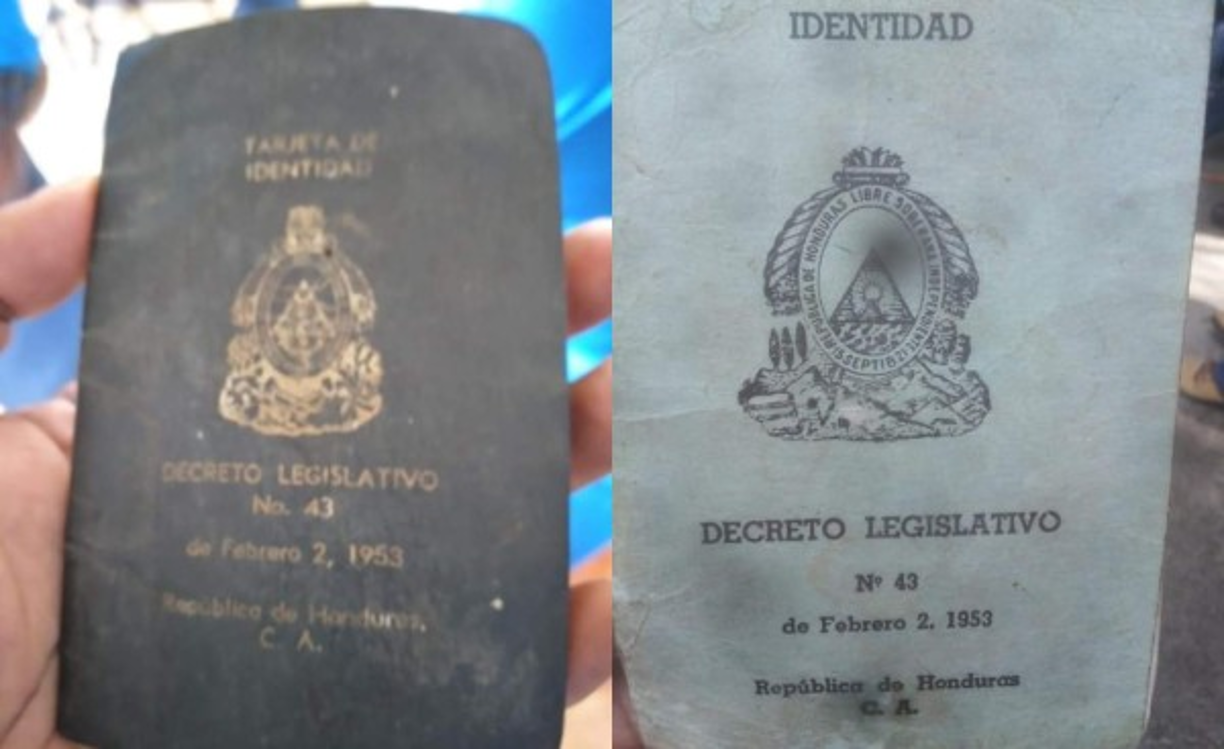 TARJETA DE
IDENTIDAD
DECRETO LEGISLATIVO
No. 43
de Febrero 2, 1953
República de Honduras,
C. A.
IDENTIDAD
REPUBLICA DE HONDURAS LIBRE SOBERANA INDEPENDIENTE
15 SEPT 1821
DECRETO LEGISLATIVO
Nº 43
de Febrero 2, 1953
República de Honduras
C. A.